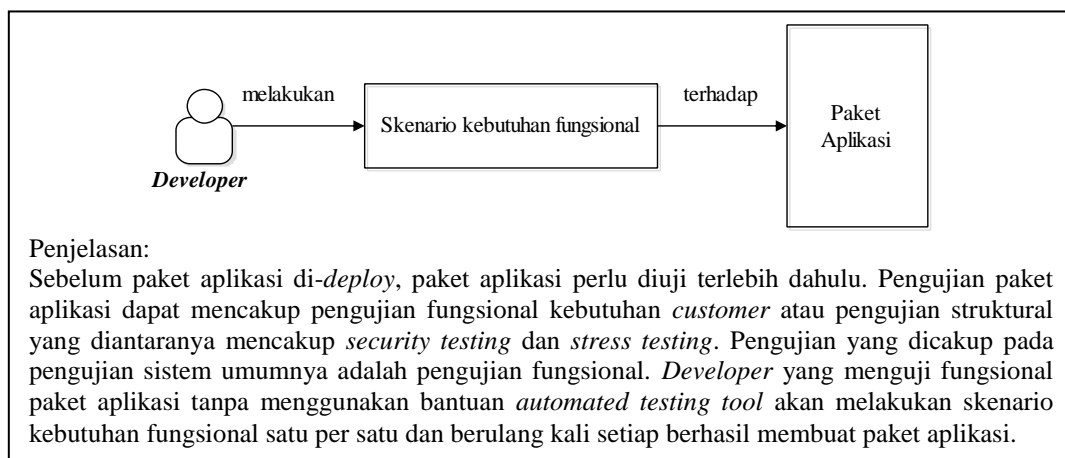 melakukan
terhadap
Skenario kebutuhan fungsional
Paket
Aplikasi
Developer
Penjelasan:
Sebelum paket aplikasi di-deploy, paket aplikasi perlu diuji terlebih dahulu. Pengujian paket
aplikasi dapat mencakup pengujian fungsional kebutuhan customer atau pengujian struktural
yang diantaranya mencakup security testing dan stress testing. Pengujian yang dicakup pada
pengujian sistem umumnya adalah pengujian fungsional. Developer yang menguji fungsional
paket aplikasi tanpa menggunakan bantuan automated testing tool akan melakukan skenario
kebutuhan fungsional satu per satu dan berulang kali setiap berhasil membuat paket aplikasi.